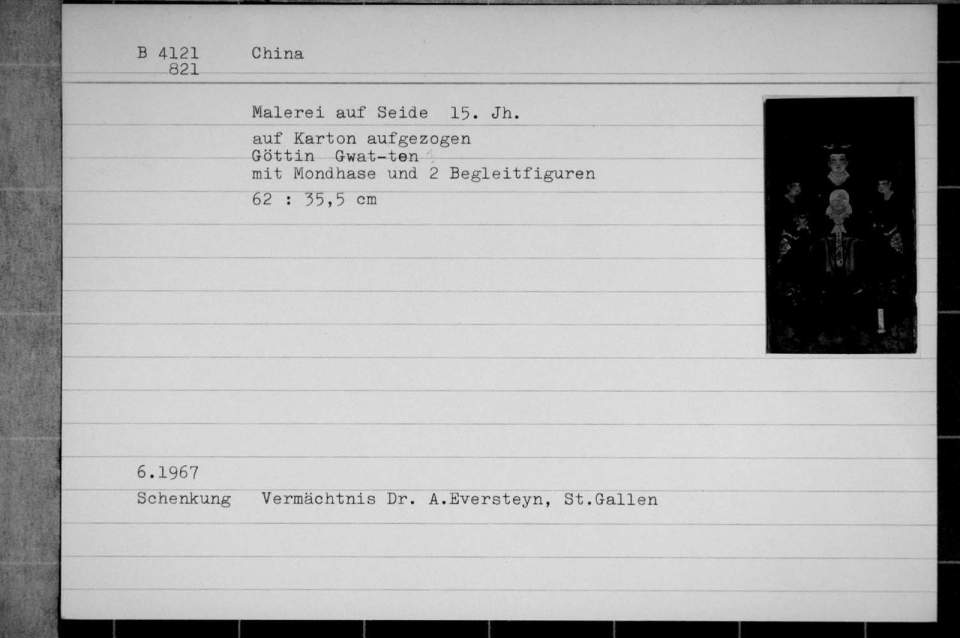 B 4121 China
821
Malerei auf Seide 15. Jh.
auf Karton aufgezogen
Göttin Gwat-ten
mit Mondhase und 2 Begleitfiguren
62 : 35,5 cm
6.1967
Schenkung Vermächtnis Dr. A.Eversteyn, St.Gallen